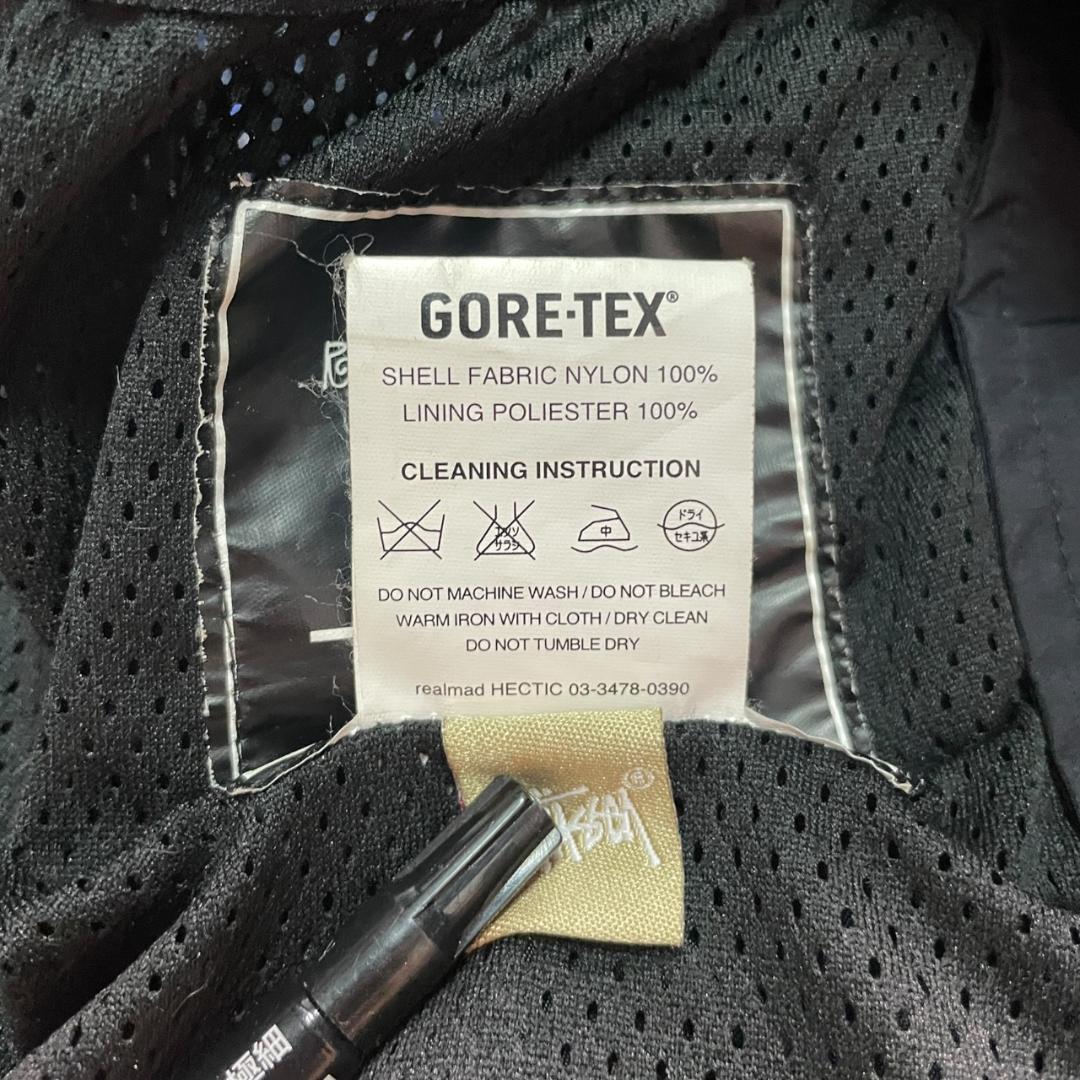 GORE-TEX®
SHELL FABRIC NYLON 100%
LINING POLIESTER 100%
CLEANING INSTRUCTION
エンソ
サラシ
中
ドライ
セキユ系
DO NOT MACHINE WASH / DO NOT BLEACH
WARM IRON WITH CLOTH / DRY CLEAN
DO NOT TUMBLE DRY
realmad HECTIC 03-3478-0390
®
極細